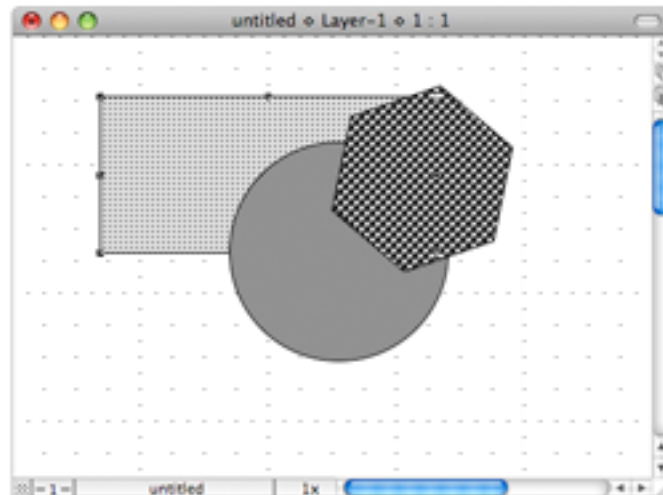 untitled ⋄ Layer-1 ⋄ 1 : 1
1 untitled 1x